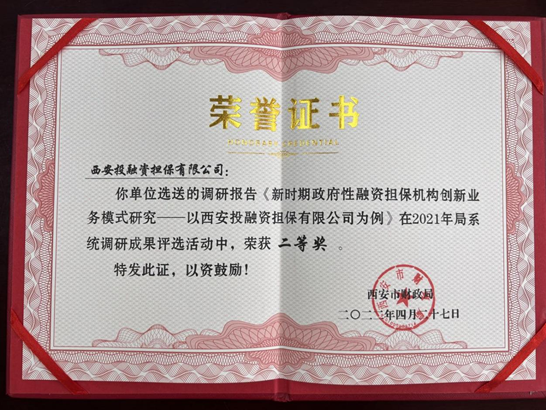 荣誉证书
HONORARY CREDENTIAL
西安投融资担保有限公司：
你单位选送的调研报告《新时期政府性融资担保机构创新业
务模式研究——以西安投融资担保有限公司为例》在2021年局系
统调研成果评选活动中，荣获 二等奖 。
特发此证，以资鼓励！
西安市财政局
二〇二二年四月二十七日